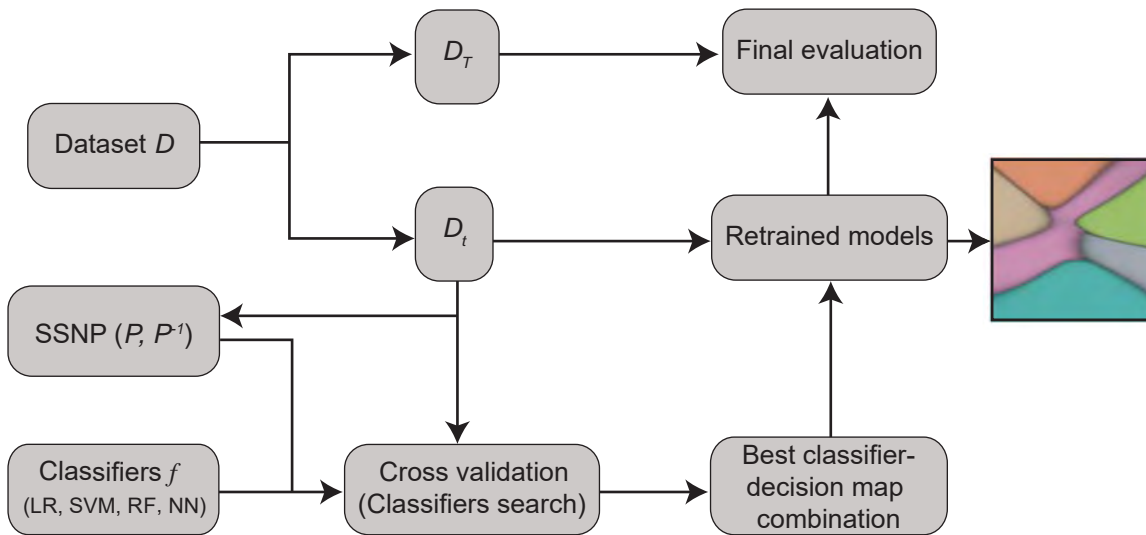 D_T
Final evaluation
Dataset D
D_t
Retrained models
SSNP (P, P⁻¹)
Classifiers f
(LR, SVM, RF, NN)
Cross validation
(Classifiers search)
Best classifier-
decision map
combination